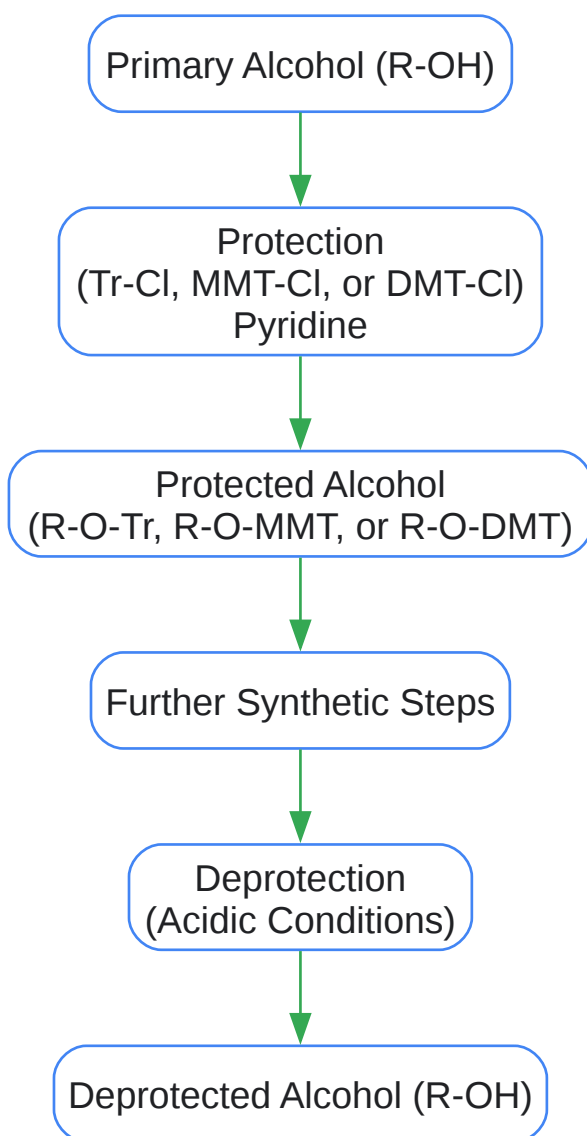 Primary Alcohol (R-OH)
Protection
(Tr-Cl, MMT-Cl, or DMT-Cl)
Pyridine
Protected Alcohol
(R-O-Tr, R-O-MMT, or R-O-DMT)
Further Synthetic Steps
Deprotection
(Acidic Conditions)
Deprotected Alcohol (R-OH)